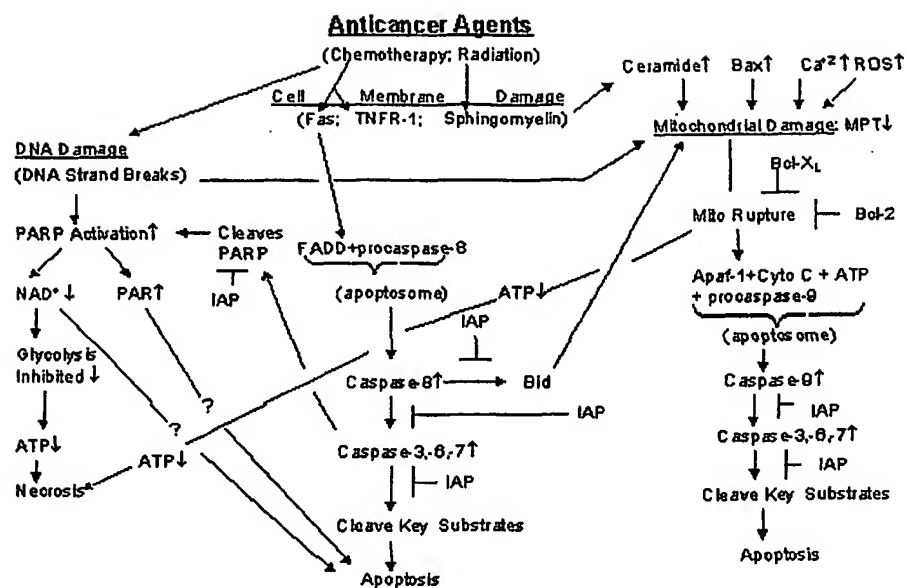 Anticancer Agents
(Chemotherapy; Radiation)
Cell Membrane Damage
(Fas; TNFR-1; Sphingomyelin)
Ceramide↑ Bax↑ Ca+2↑ ROS↑
Mitochondrial Damage: MPT↓
DNA Damage
(DNA Strand Breaks)
Bcl-XL
Mito Rupture
Bcl-2
PARP Activation↑
Cleaves
PARP
IAP
FADD+procaspase-8
(apoptosome)
NAD+↓
PAR↑
ATP↓
Apaf-1+Cyto C + ATP
+ procaspase-9
(apoptosome)
IAP
Glycolysis
Inhibited↓
Caspase-8↑
Bid
Caspase-9↑
IAP
IAP
?
?
ATP↓
ATP↓
Caspase-3,-6,-7↑
Caspase-3,-6,-7↑
IAP
IAP
Necrosis
Cleave Key Substrates
Cleave Key Substrates
Apoptosis
Apoptosis